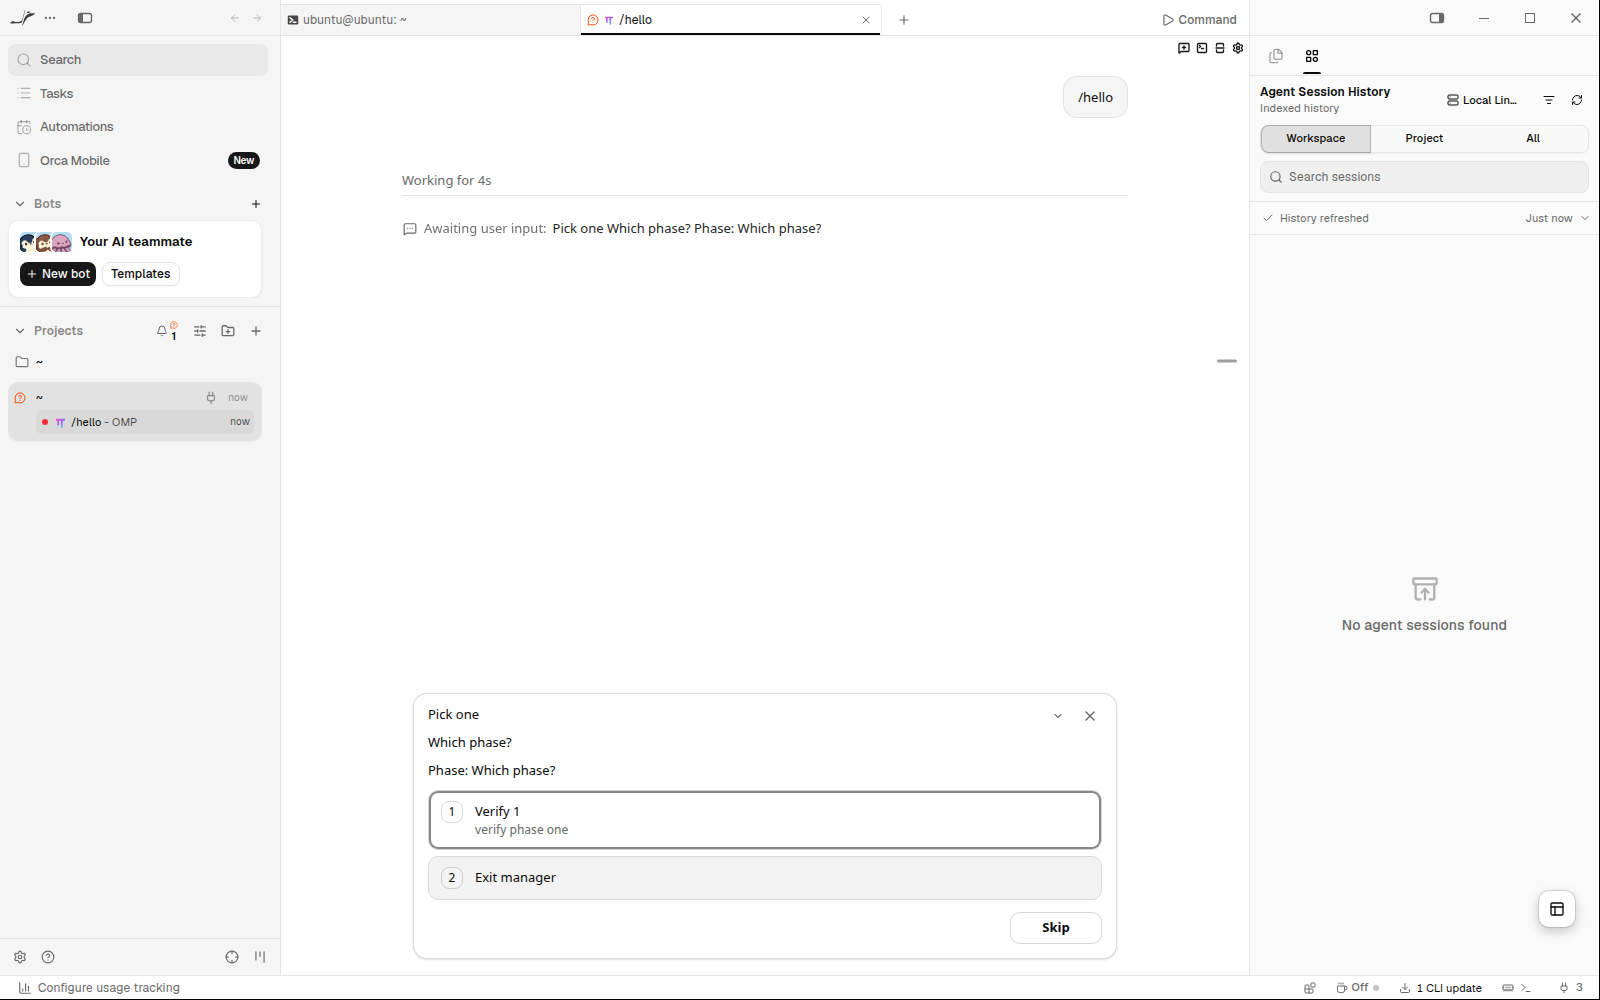 ubuntu@ubuntu: ~
/hello
Command
Search
Tasks
Automations
Orca Mobile
New
Bots
Your AI teammate
New bot
Templates
Projects
1
~
~
now
/hello - OMP
now
/hello
Working for 4s
Awaiting user input: Pick one Which phase? Phase: Which phase?
Pick one
Which phase?
Phase: Which phase?
1
Verify 1
verify phase one
2
Exit manager
Skip
Agent Session History
Indexed history
Local Lin...
Workspace
Project
All
Search sessions
History refreshed
Just now
No agent sessions found
Configure usage tracking
Off
1 CLI update
3